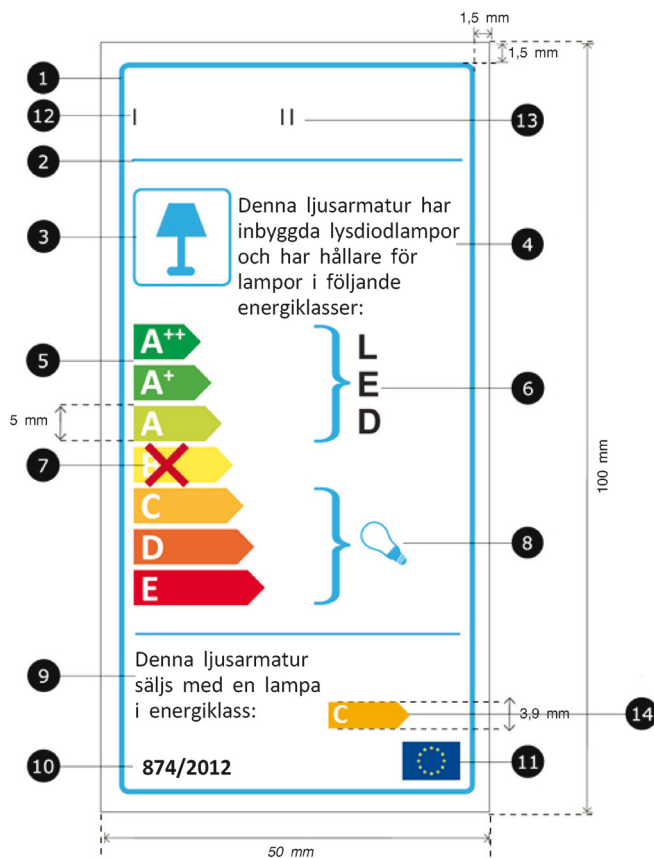 1,5 mm
1,5 mm
1
12 I II 13
2
3
Denna ljusarmatur har
inbyggda lysdiodlampor
och har hållare för
lampor i följande
energiklasser:
4
A++
5
A+
L
E
D
6
5 mm
A
7
C
D
E
8
100 mm
9
Denna ljusarmatur
säljs med en lampa
i energiklass:
C
3,9 mm
14
10
874/2012
11
50 mm